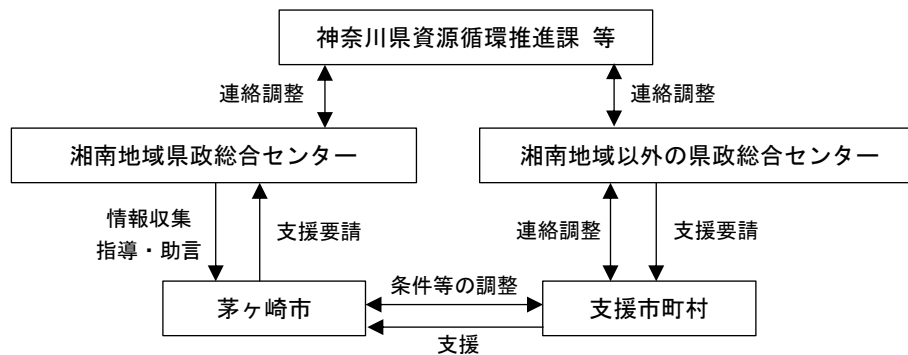 神奈川県資源循環推進課 等
連絡調整
連絡調整
湘南地域県政総合センター
湘南地域以外の県政総合センター
情報収集
指導・助言
支援要請
連絡調整
支援要請
条件等の調整
茅ヶ崎市
支援市町村
支援